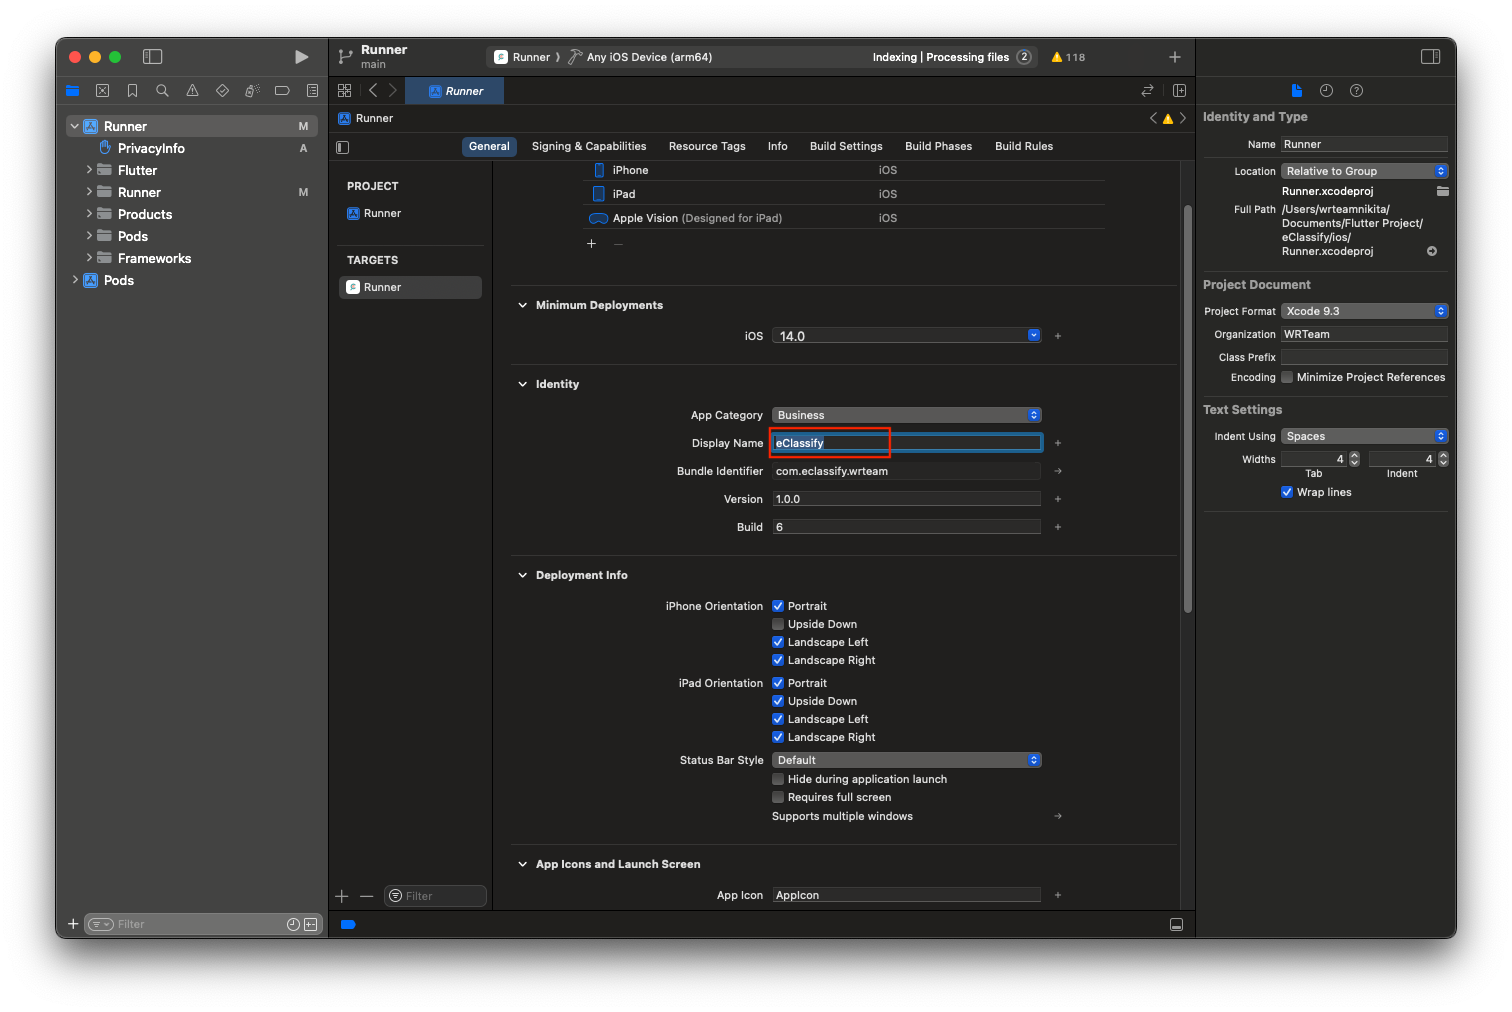 Runner
main
Runner
Any iOS Device (arm64)
Indexing | Processing files
2
118
Runner
Runner
Runner M
PrivacyInfo A
Flutter
Runner M
Products
Pods
Frameworks
Pods
Filter
General Signing & Capabilities Resource Tags Info Build Settings Build Phases Build Rules
PROJECT
Runner
TARGETS
Runner
Filter
iPhone iOS
iPad iOS
Apple Vision (Designed for iPad) iOS
Minimum Deployments
iOS 14.0
Identity
App Category Business
Display Name eClassify
Bundle Identifier com.eclassify.wrteam
Version 1.0.0
Build 6
Deployment Info
iPhone Orientation Portrait
Upside Down
Landscape Left
Landscape Right
iPad Orientation Portrait
Upside Down
Landscape Left
Landscape Right
Status Bar Style Default
Hide during application launch
Requires full screen
Supports multiple windows
App Icons and Launch Screen
App Icon AppIcon
Identity and Type
Name Runner
Location Relative to Group
Runner.xcodeproj
Full Path /Users/wrteamnikita/
Documents/Flutter Project/
eClassify/ios/
Runner.xcodeproj
Project Document
Project Format Xcode 9.3
Organization WRTeam
Class Prefix
Encoding Minimize Project References
Text Settings
Indent Using Spaces
Widths 4 4
Tab Indent
Wrap lines